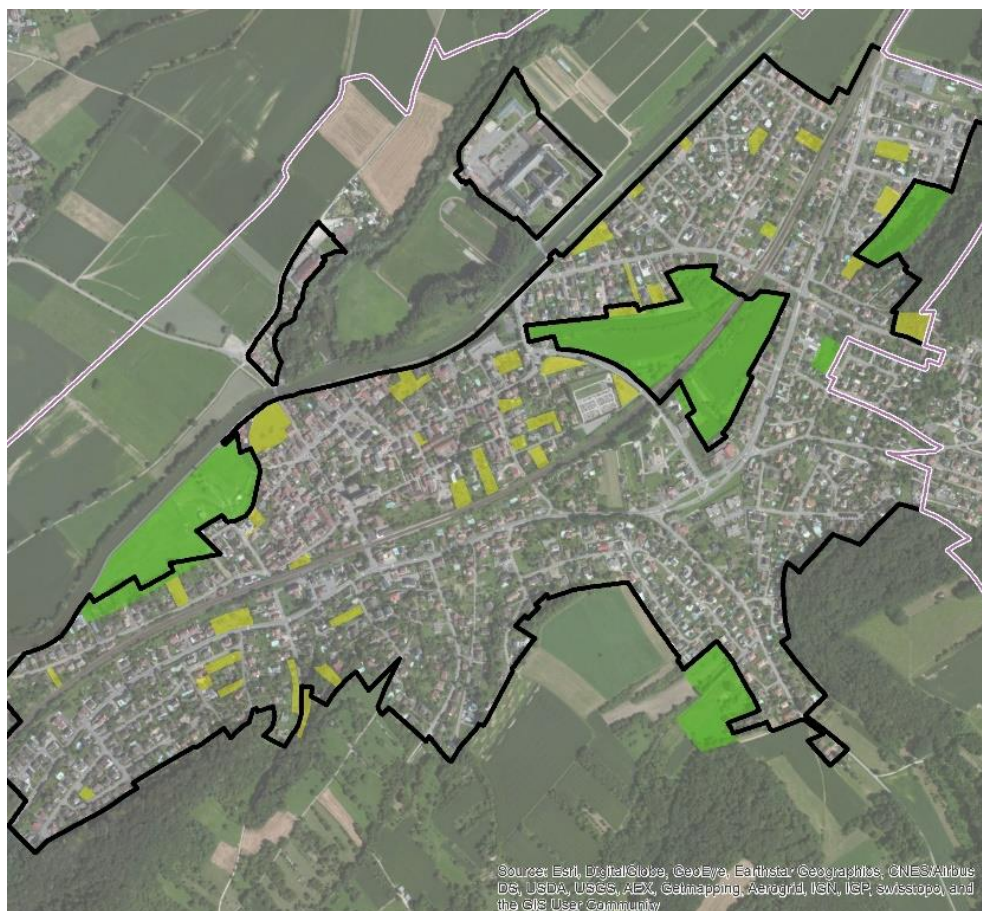 Source: Esri, DigitalGlobe, GeoEye, Earthstar Geographics, CNES/Airbus
DS, USDA, USGS, AEX, Getmapping, Aerogrid, IGN, IGP, swisstopo, and
the GIS User Community